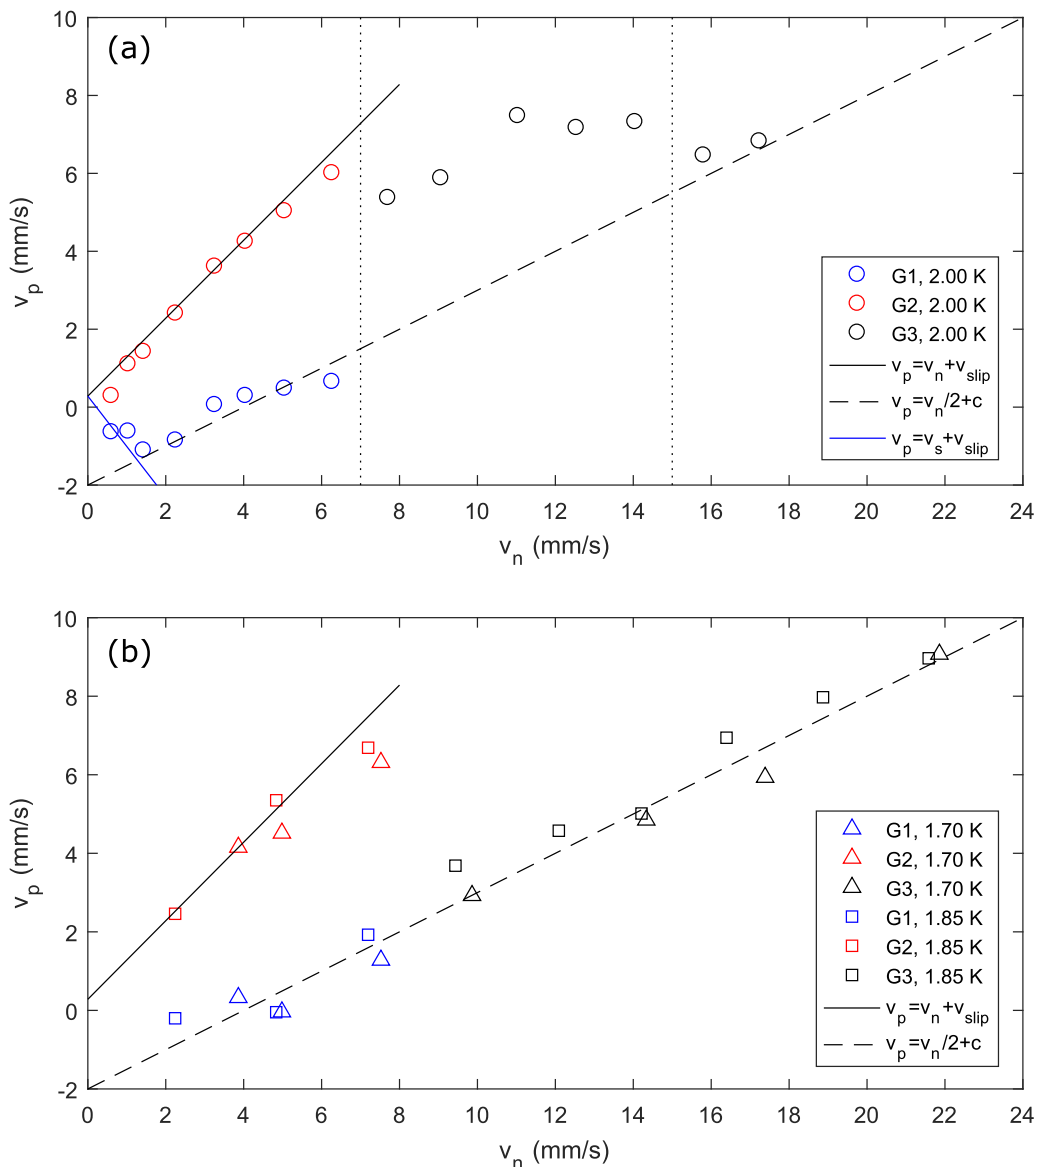 (a)
10
8
6
4
2
0
-2
v_p (mm/s)
0 2 4 6 8 10 12 14 16 18 20 22 24
v_n (mm/s)
G1, 2.00 K
G2, 2.00 K
G3, 2.00 K
v_p=v_n+v_slip
v_p=v_n/2+c
v_p=v_s+v_slip
(b)
10
8
6
4
2
0
-2
v_p (mm/s)
0 2 4 6 8 10 12 14 16 18 20 22 24
v_n (mm/s)
G1, 1.70 K
G2, 1.70 K
G3, 1.70 K
G1, 1.85 K
G2, 1.85 K
G3, 1.85 K
v_p=v_n+v_slip
v_p=v_n/2+c